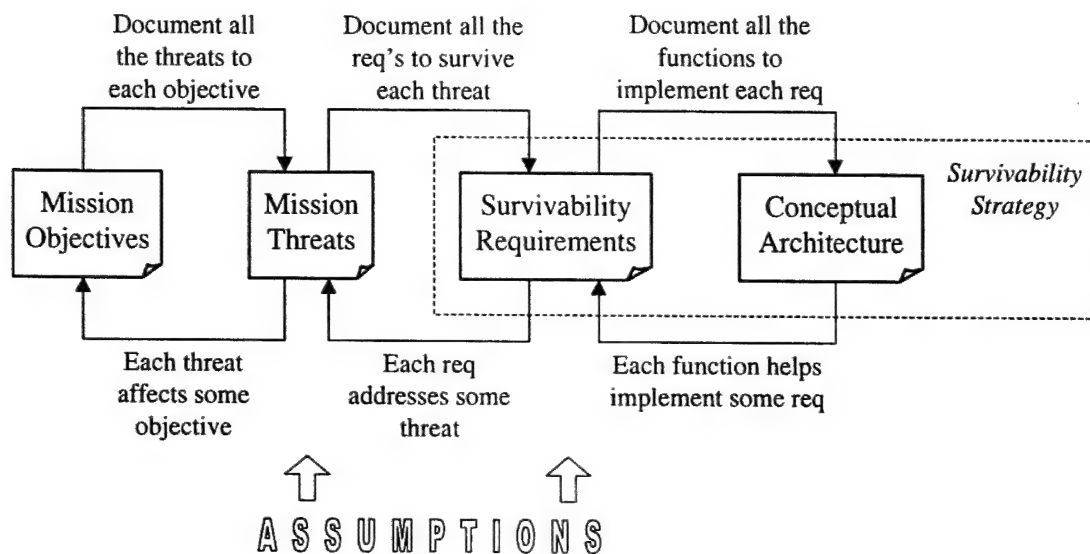 Document all
the threats to
each objective
Document all the
req's to survive
each threat
Document all the
functions to
implement each req
Mission
Objectives
Mission
Threats
Survivability
Requirements
Conceptual
Architecture
Survivability
Strategy
Each threat
affects some
objective
Each req
addresses some
threat
Each function helps
implement some req
ASSUMPTIONS